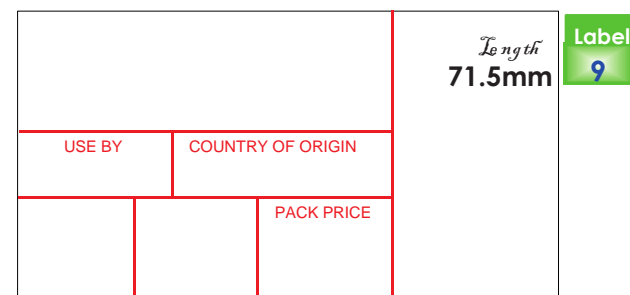 Length
71.5mm
Label
9
USE BY
COUNTRY OF ORIGIN
PACK PRICE